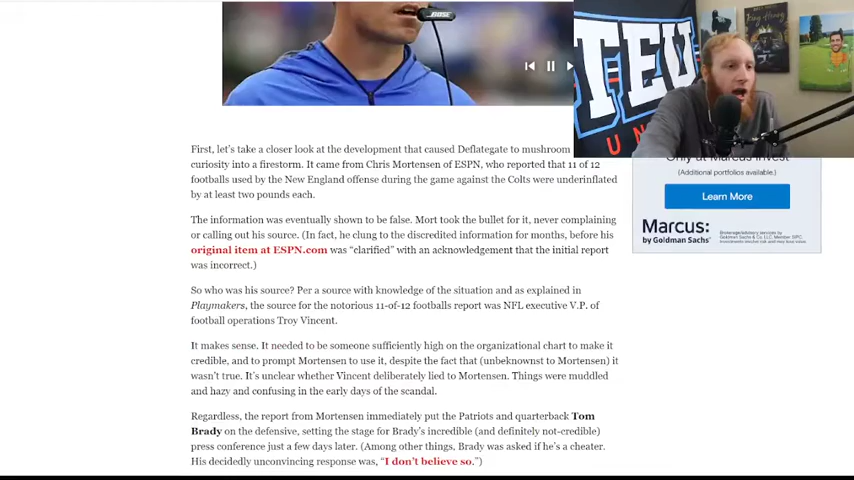 BOSE
TEU
UN
King Henry
First, let's take a closer look at the development that caused Deflategate to mushroom
curiosity into a firestorm. It came from Chris Mortensen of ESPN, who reported that 11 of 12
footballs used by the New England offense during the game against the Colts were underinflated
by at least two pounds each.
The information was eventually shown to be false. Mort took the bullet for it, never complaining
or calling out his source. (In fact, he clung to the discredited information for months, before his
original item at ESPN.com was “clarified” with an acknowledgement that the initial report
was incorrect.)
So who was his source? Per a source with knowledge of the situation and as explained in
Playmakers, the source for the notorious 11-of-12 footballs report was NFL executive V.P. of
football operations Troy Vincent.
It makes sense. It needed to be someone sufficiently high on the organizational chart to make it
credible, and to prompt Mortensen to use it, despite the fact that (unbeknownst to Mortensen) it
wasn't true. It's unclear whether Vincent deliberately lied to Mortensen. Things were muddled
and hazy and confusing in the early days of the scandal.
Regardless, the report from Mortensen immediately put the Patriots and quarterback Tom
Brady on the defensive, setting the stage for Brady's incredible (and definitely not-credible)
press conference just a few days later. (Among other things, Brady was asked if he's a cheater.
His decidedly unconvincing response was, “I don't believe so.”)
Only at Marcus Invest
(Additional portfolios available.)
Learn More
Marcus:
by Goldman Sachs®